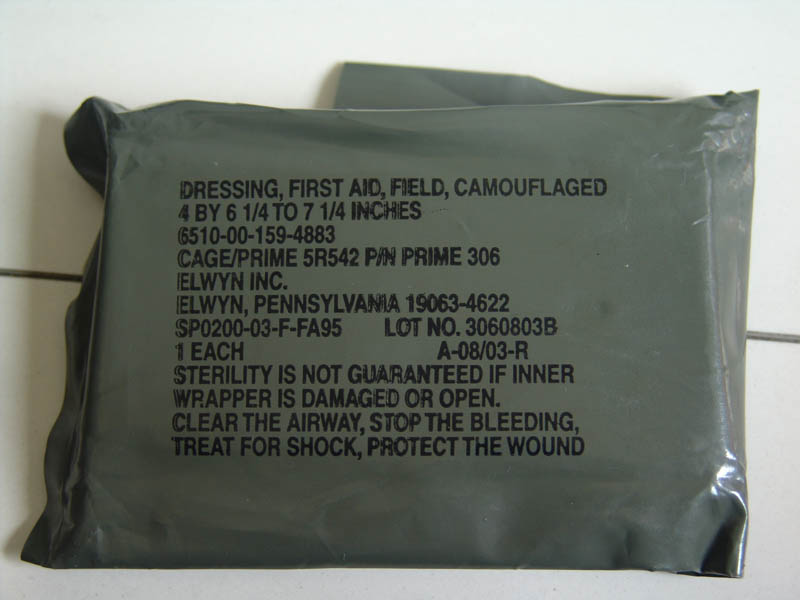 DRESSING, FIRST AID, FIELD, CAMOUFLAGED
4 BY 6 1/4 TO 7 1/4 INCHES
6510-00-159-4883
CAGE/PRIME 5R542 P/N PRIME 306
ELWYN INC.
ELWYN, PENNSYLVANIA 19063-4622
SP0200-03-F-FA95 LOT NO. 3060803B
1 EACH A-08/03-R
STERILITY IS NOT GUARANTEED IF INNER
WRAPPER IS DAMAGED OR OPEN.
CLEAR THE AIRWAY, STOP THE BLEEDING,
TREAT FOR SHOCK, PROTECT THE WOUND